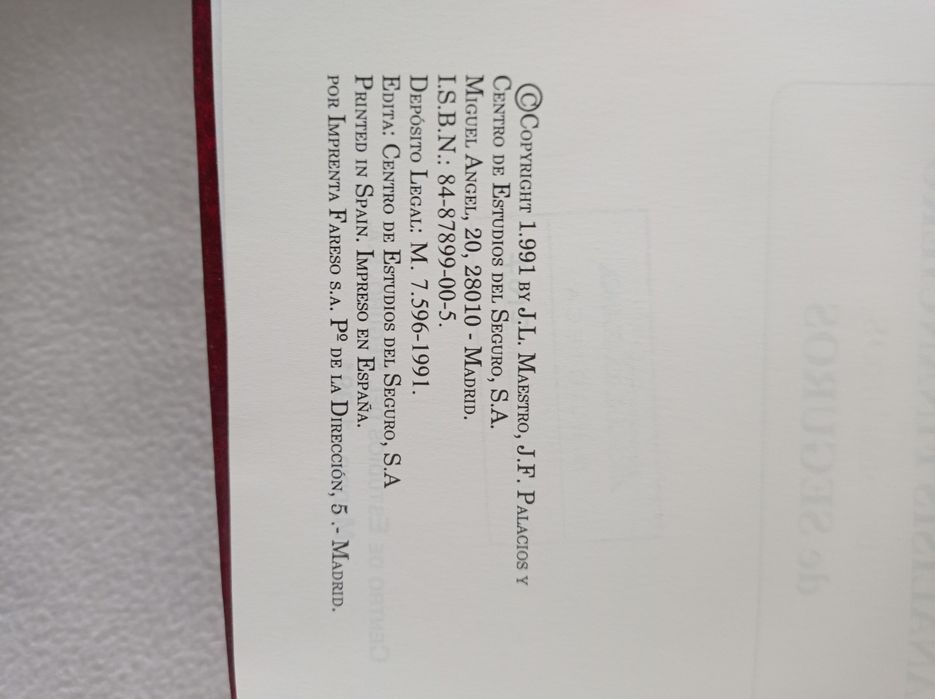 ©Copyright 1.991 by J.L. Maestro, J.F. Palacios y
Centro de Estudios del Seguro, S.A.
Miguel Angel, 20, 28010 - Madrid.
I.S.B.N.: 84-87899-00-5.
Depósito Legal: M. 7.596-1991.
Edita: Centro de Estudios del Seguro, S.A
Printed in Spain. Impreso en España.
por Imprenta Fareso s.a. Pº de la Dirección, 5 .- Madrid.